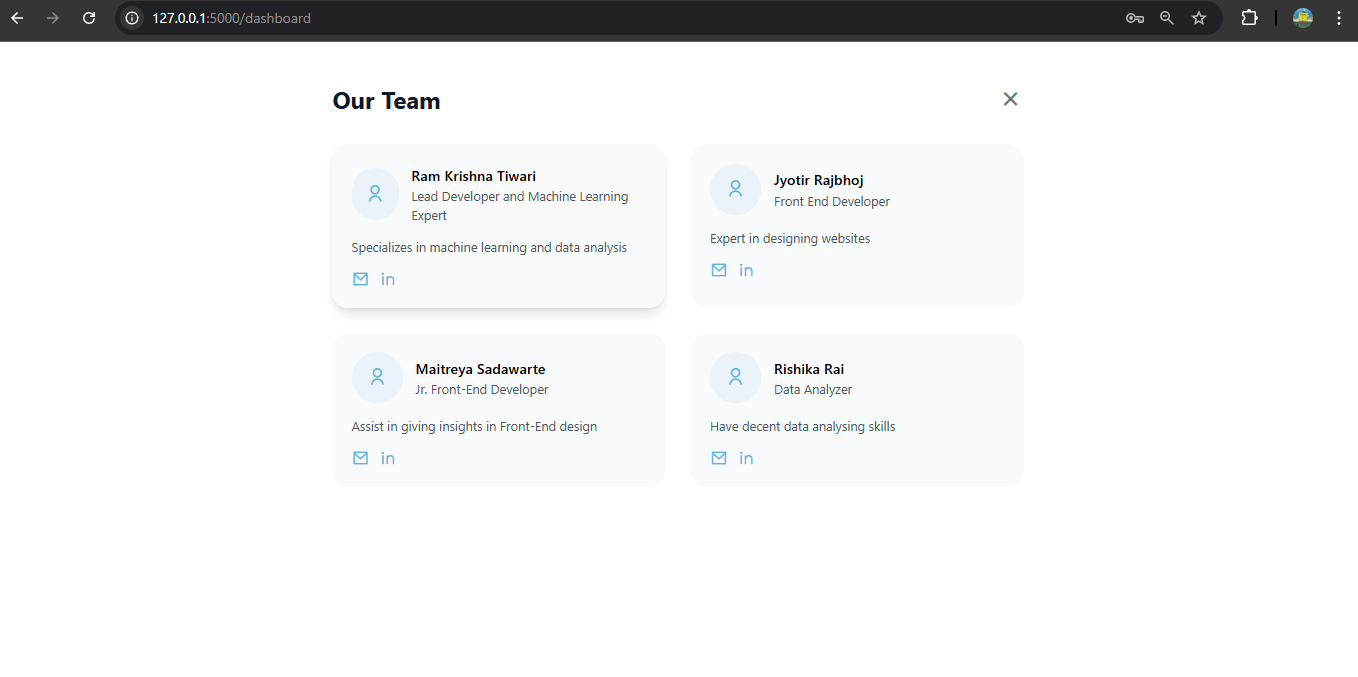 127.0.0.1:5000/dashboard
Our Team
Ram Krishna Tiwari
Lead Developer and Machine Learning
Expert
Specializes in machine learning and data analysis
in
Jyotir Rajbhoj
Front End Developer
Expert in designing websites
in
Maitreya Sadawarte
Jr. Front-End Developer
Assist in giving insights in Front-End design
in
Rishika Rai
Data Analyzer
Have decent data analysing skills
in